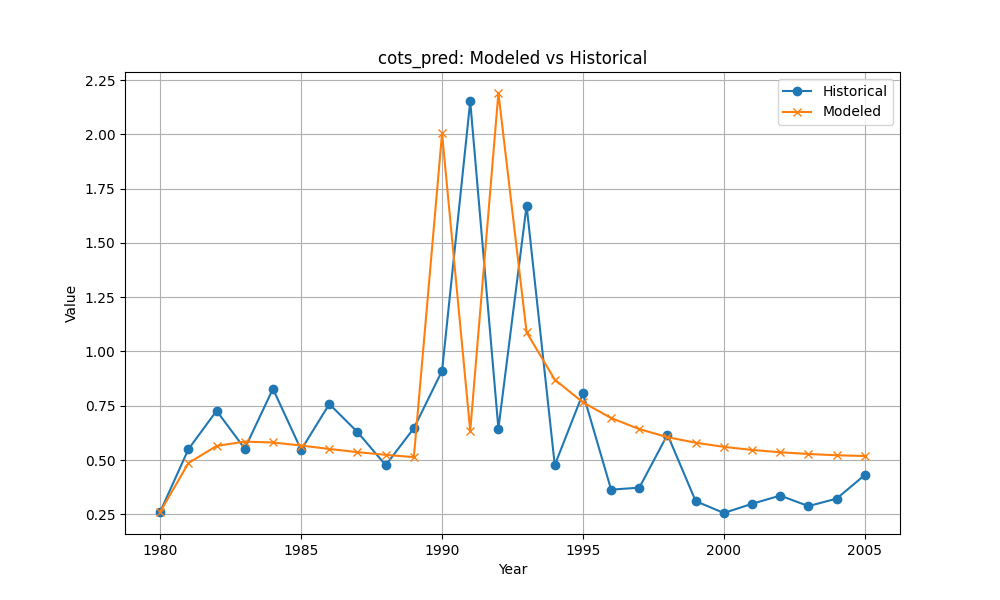 cots_pred: Modeled vs Historical
Historical
Modeled
Value
2.25
2.00
1.75
1.50
1.25
1.00
0.75
0.50
0.25
1980 1985 1990 1995 2000 2005
Year